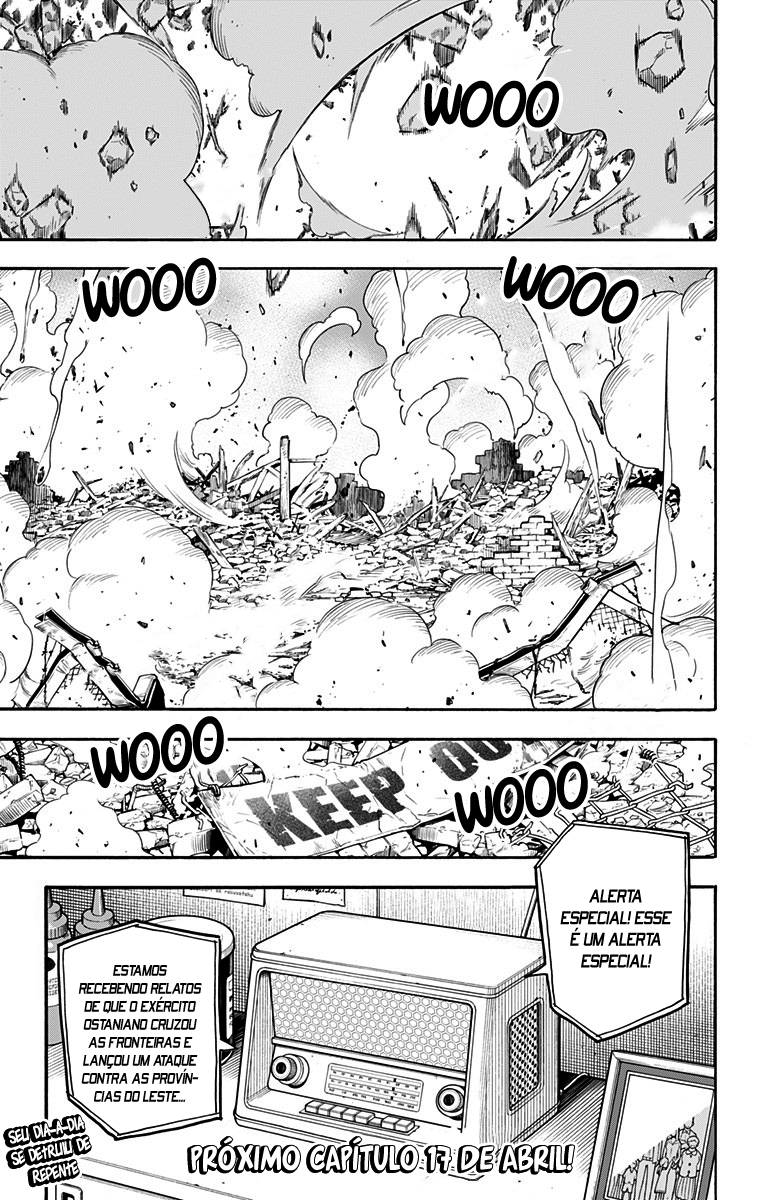 WOOO
WOOO
WOOO
WOOO
KEEP OU
WOOO
ALERTA
ESPECIAL! ESSE
É UM ALERTA
ESPECIAL!
ESTAMOS
RECEBENDO RELATOS
DE QUE O EXÉRCITO
OSTANIANO CRUZOU
AS FRONTEIRAS E
LANÇOU UM ATAQUE
CONTRA AS PROVÍN-
CIAS DO LESTE...
SEU DIA-A-DIA
SE DETRUIU DE
REPENTE
PRÓXIMO CAPÍTULO 17 DE ABRIL!